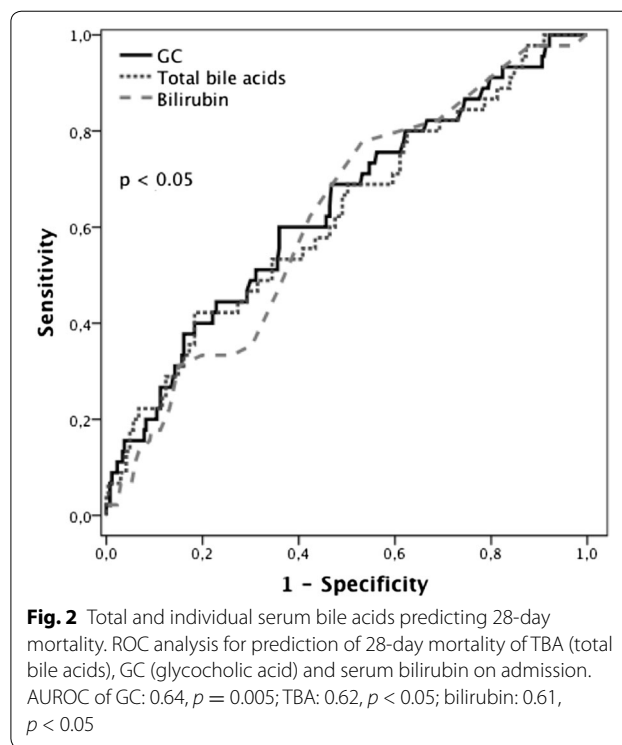 GC
Total bile acids
Bilirubin
p < 0.05
Sensitivity
1,0
0,8
0,6
0,4
0,2
0,0
0,0 0,2 0,4 0,6 0,8 1,0
1 - Specificity
Fig. 2 Total and individual serum bile acids predicting 28-day
mortality. ROC analysis for prediction of 28-day mortality of TBA (total
bile acids), GC (glycocholic acid) and serum bilirubin on admission.
AUROC of GC: 0.64, p = 0.005; TBA: 0.62, p < 0.05; bilirubin: 0.61,
p < 0.05